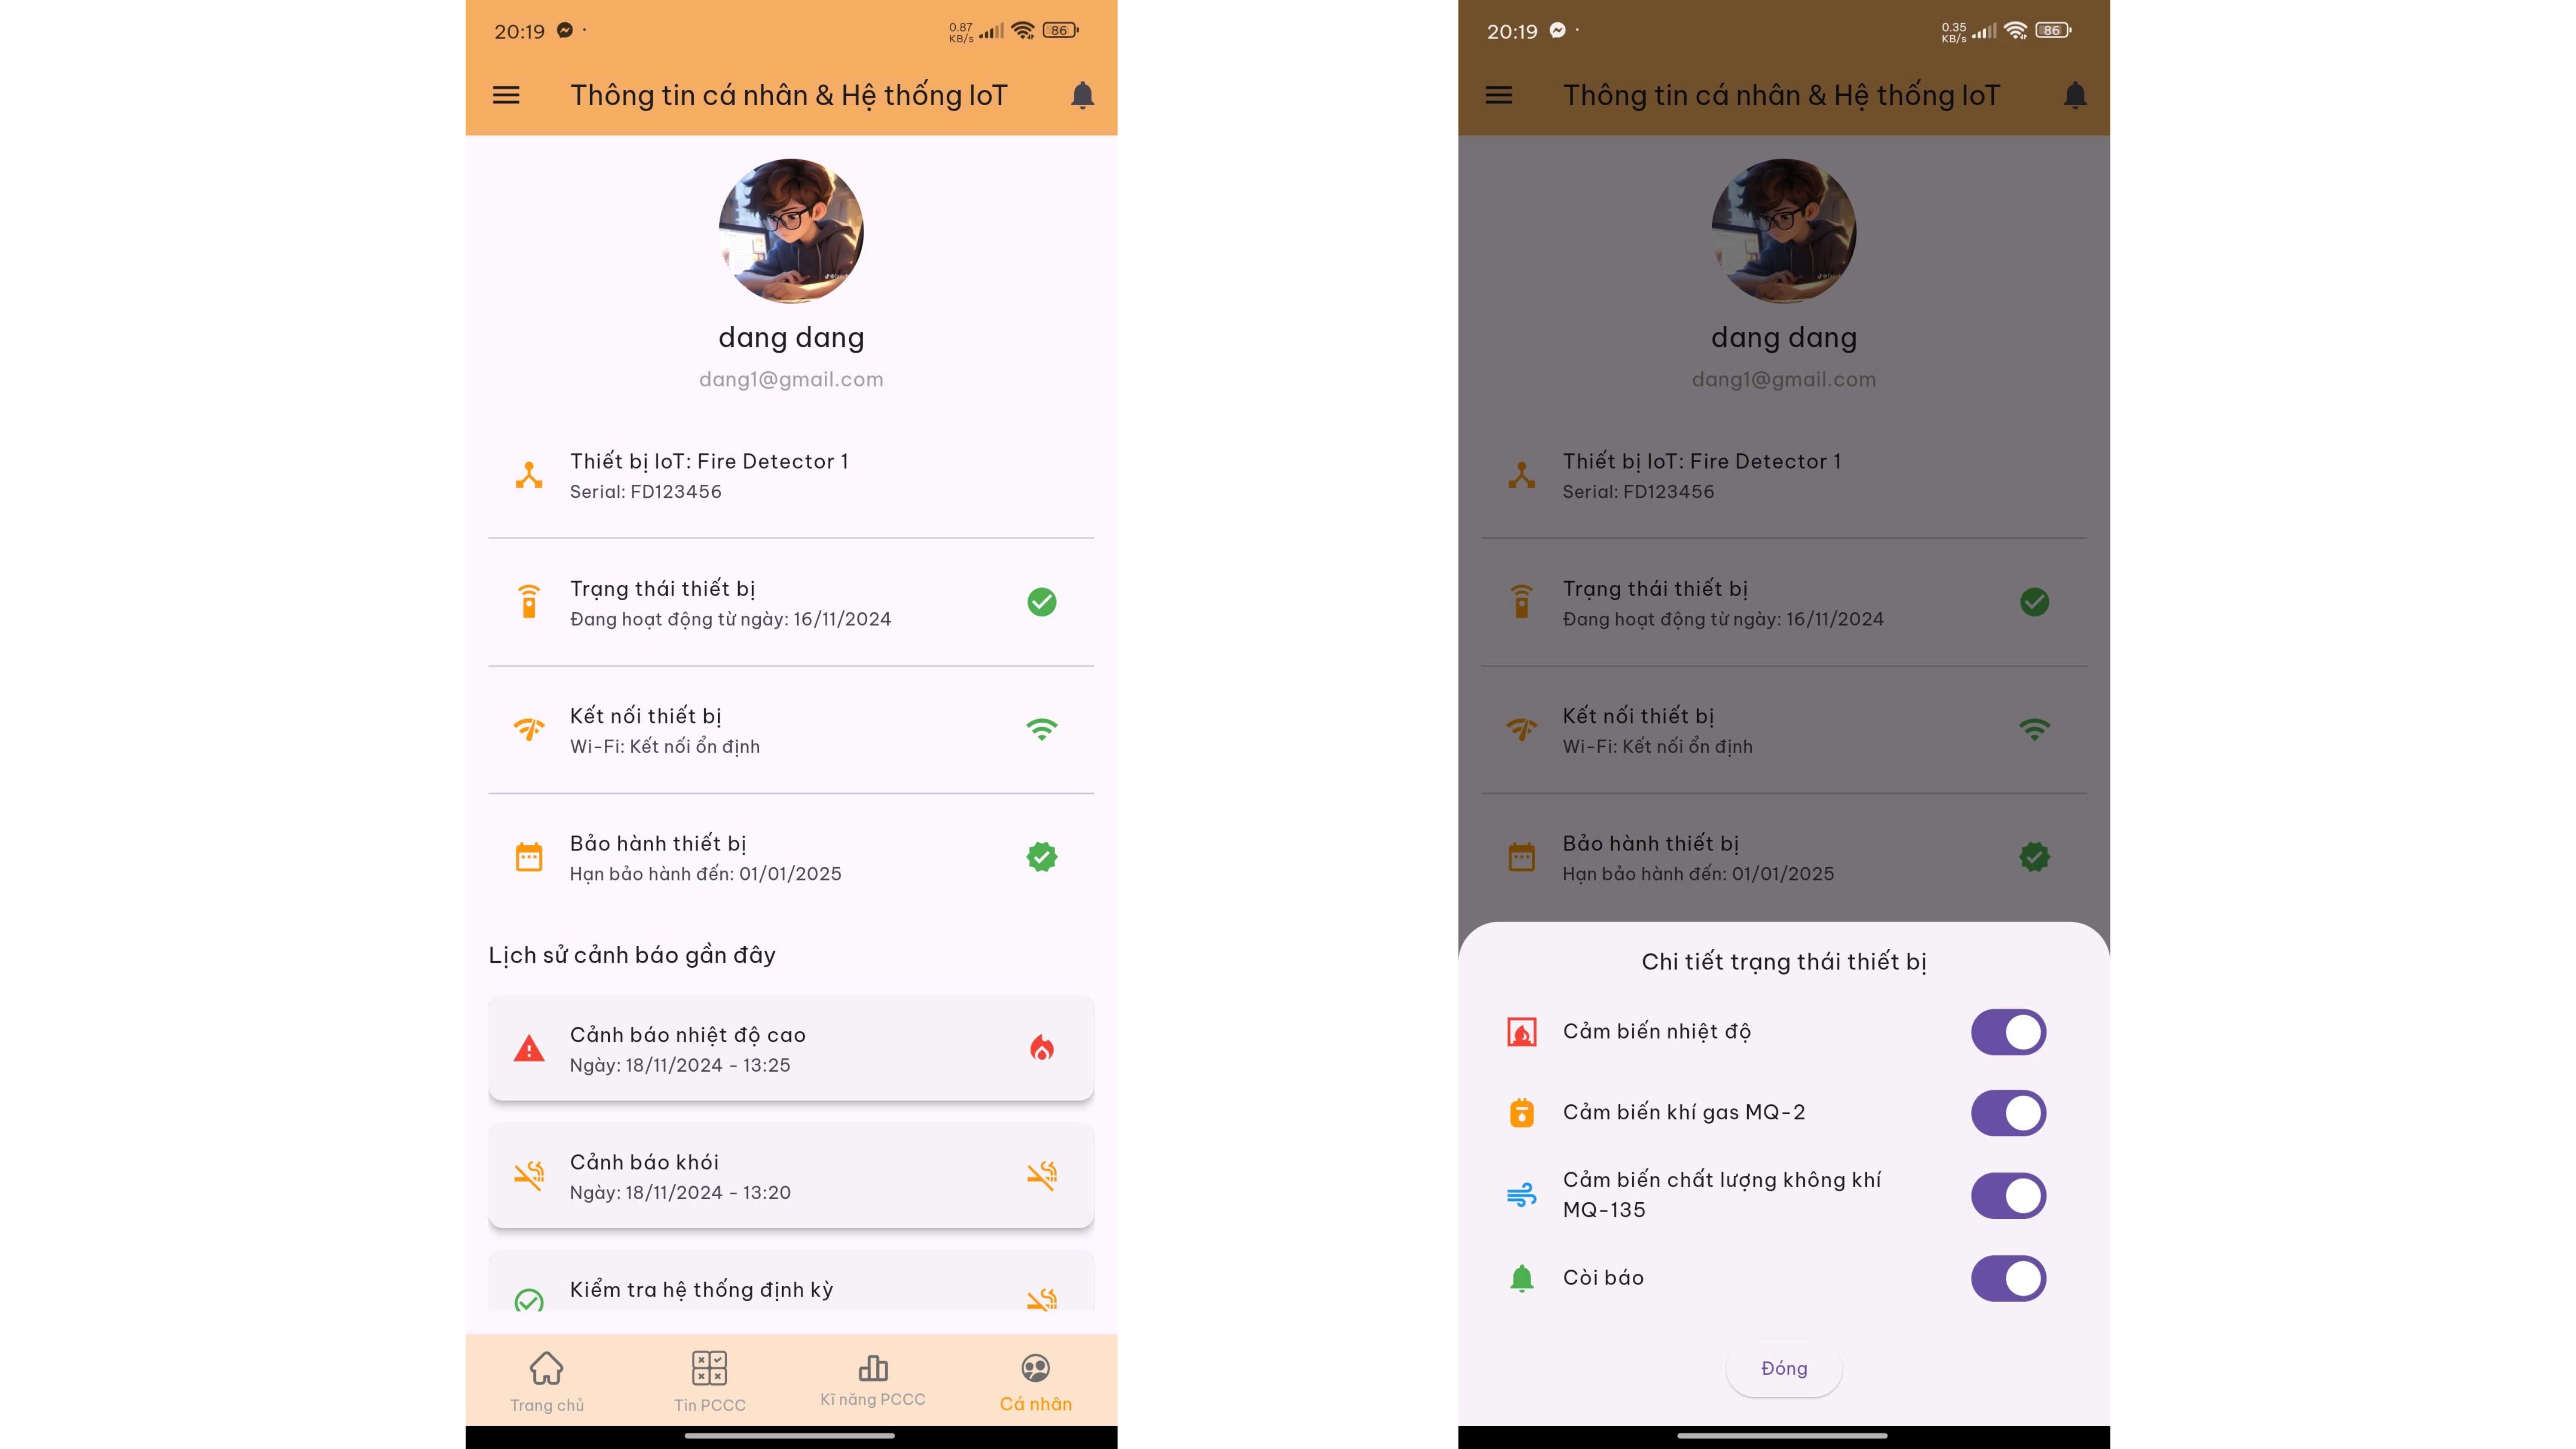 20:19
0.87
KB/s
86
Thông tin cá nhân & Hệ thống IoT
dang dang
dang1@gmail.com
Thiết bị IoT: Fire Detector 1
Serial: FD123456
Trạng thái thiết bị
Đang hoạt động từ ngày: 16/11/2024
Kết nối thiết bị
Wi-Fi: Kết nối ổn định
Bảo hành thiết bị
Hạn bảo hành đến: 01/01/2025
Lịch sử cảnh báo gần đây
Cảnh báo nhiệt độ cao
Ngày: 18/11/2024 - 13:25
Cảnh báo khói
Ngày: 18/11/2024 - 13:20
Kiểm tra hệ thống định kỳ
Trang chủ
Tin PCCC
Kĩ năng PCCC
Cá nhân
20:19
0.35
KB/s
86
Thông tin cá nhân & Hệ thống IoT
dang dang
dang1@gmail.com
Thiết bị IoT: Fire Detector 1
Serial: FD123456
Trạng thái thiết bị
Đang hoạt động từ ngày: 16/11/2024
Kết nối thiết bị
Wi-Fi: Kết nối ổn định
Bảo hành thiết bị
Hạn bảo hành đến: 01/01/2025
Chi tiết trạng thái thiết bị
Cảm biến nhiệt độ
Cảm biến khí gas MQ-2
Cảm biến chất lượng không khí
MQ-135
Còi báo
Đóng